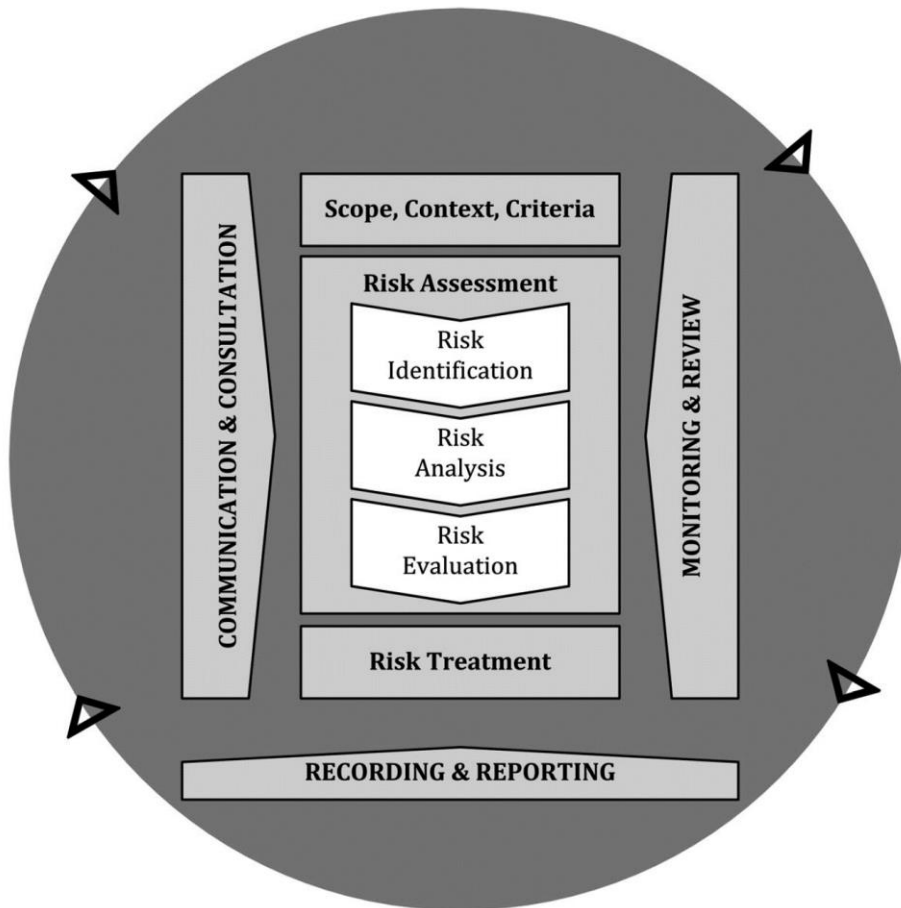 Scope, Context, Criteria
COMMUNICATION & CONSULTATION
Risk Assessment
Risk
Identification
Risk
Analysis
Risk
Evaluation
MONITORING & REVIEW
Risk Treatment
RECORDING & REPORTING